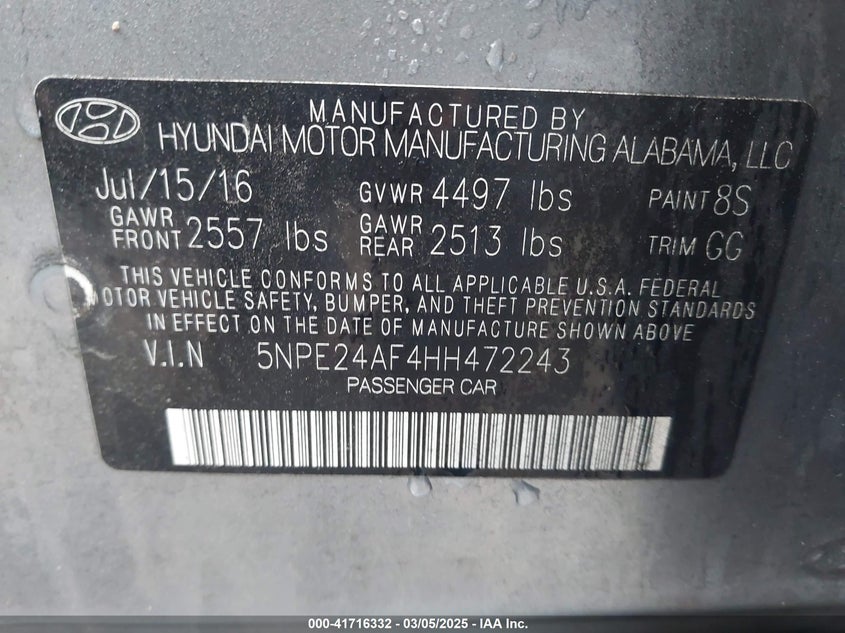 MANUFACTURED BY
HYUNDAI MOTOR MANUFACTURING ALABAMA, LLC
Jul/15/16 GVWR 4497 lbs PAINT 8S
GAWR FRONT 2557 lbs GAWR REAR 2513 lbs TRIM GG
THIS VEHICLE CONFORMS TO ALL APPLICABLE U.S.A. FEDERAL
MOTOR VEHICLE SAFETY, BUMPER, AND THEFT PREVENTION STANDARDS
IN EFFECT ON THE DATE OF MANUFACTURE SHOWN ABOVE
V.I.N 5NPE24AF4HH472243
PASSENGER CAR
000-41716332 - 03/05/2025 - IAA Inc.